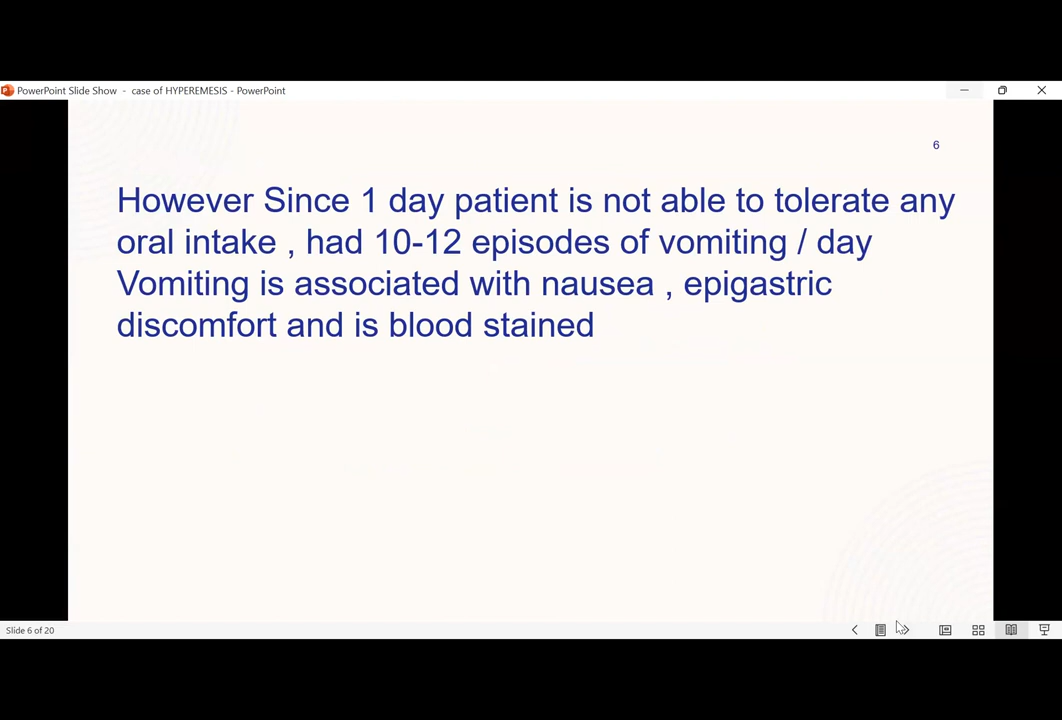 PowerPoint Slide Show - case of HYPEREMESIS - PowerPoint
6
However Since 1 day patient is not able to tolerate any
oral intake , had 10-12 episodes of vomiting / day
Vomiting is associated with nausea , epigastric
discomfort and is blood stained
Slide 6 of 20